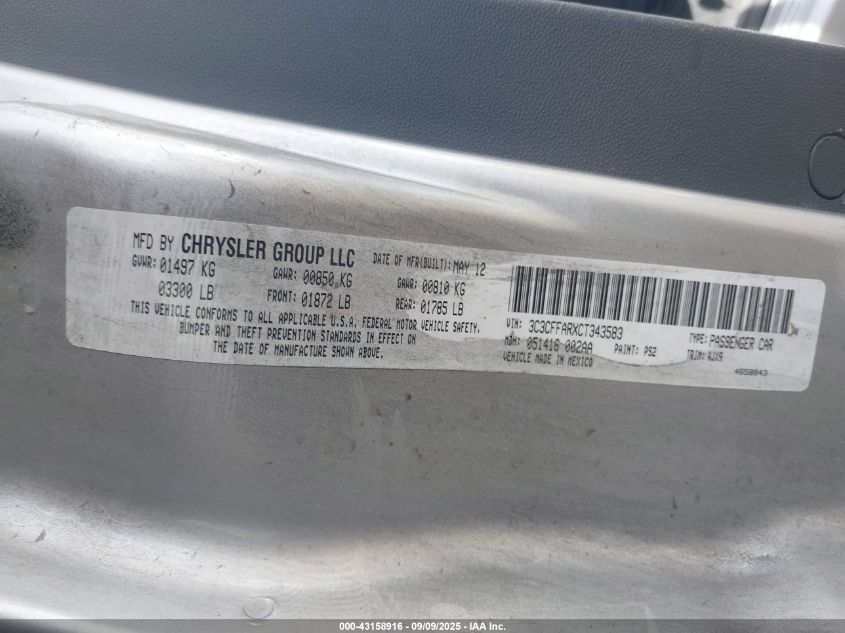 MFD BY CHRYSLER GROUP LLC
DATE OF MFR(BUILT): MAY 12
GVWR: 01497 KG
GAWR: 00850 KG
GAWR: 00810 KG
03300 LB
FRONT: 01872 LB
REAR: 01785 LB
THIS VEHICLE CONFORMS TO ALL APPLICABLE U.S.A. FEDERAL MOTOR VEHICLE SAFETY,
BUMPER AND THEFT PREVENTION STANDARDS IN EFFECT ON
THE DATE OF MANUFACTURE SHOWN ABOVE.
VIN: 3C3CFFARXCT343583
TYPE: PASSENGER CAR
MDH: 051416 002AA
PAINT: PS2
TRIM: AJX9
VEHICLE MADE IN MEXICO
4658843
000-43158916 - 09/09/2025 - IAA Inc.